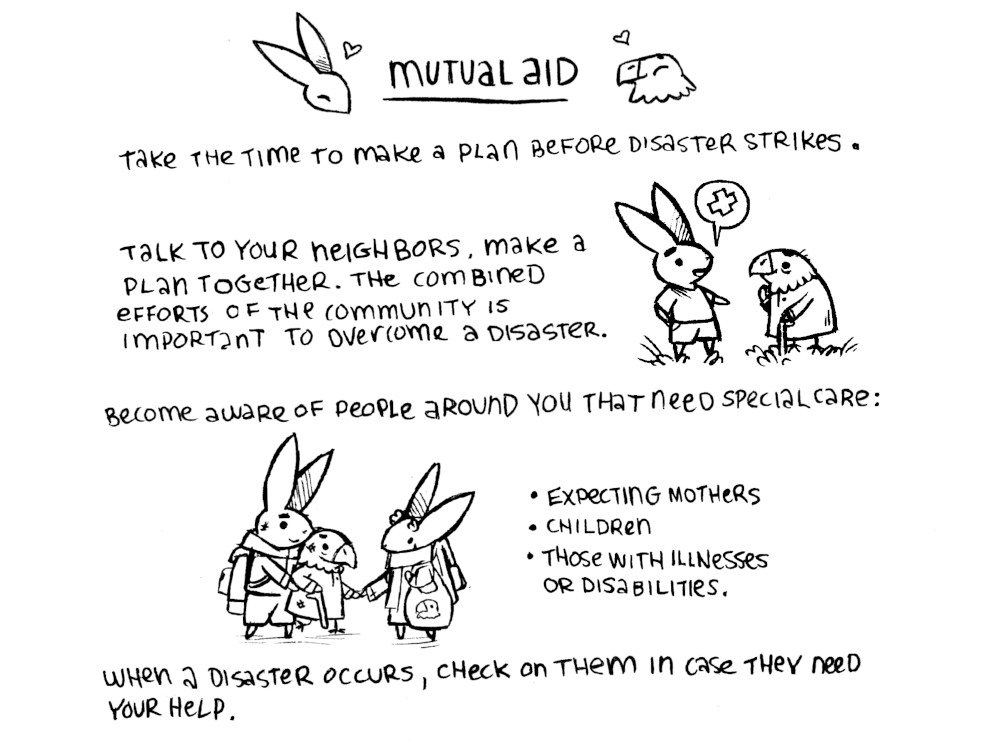 MUTUAL AID
TAKE THE TIME TO MAKE A PLAN BEFORE DISASTER STRIKES.
TALK TO YOUR NEIGHBORS, MAKE A
PLAN TOGETHER. THE COMBINED
EFFORTS OF THE COMMUNITY IS
IMPORTANT TO OVERCOME A DISASTER.
BECOME AWARE OF PEOPLE AROUND YOU THAT NEED SPECIAL CARE:
• EXPECTING MOTHERS
• CHILDREN
• THOSE WITH ILLNESSES
OR DISABILITIES.
WHEN A DISASTER OCCURS, CHECK ON THEM IN CASE THEY NEED
YOUR HELP.